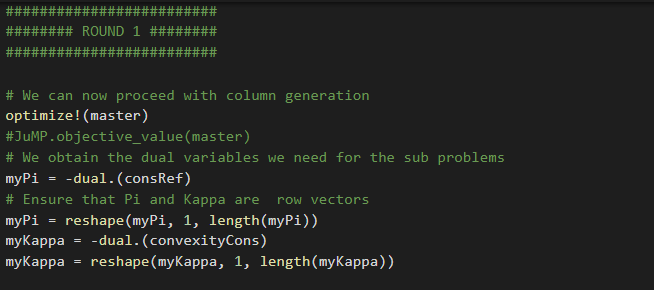 #########################
######## ROUND 1 ########
#########################
# We can now proceed with column generation
optimize!(master)
#JuMP.objective_value(master)
# We obtain the dual variables we need for the sub problems
myPi = -dual.(consRef)
# Ensure that Pi and Kappa are  row vectors
myPi = reshape(myPi, 1, length(myPi))
myKappa = -dual.(convexityCons)
myKappa = reshape(myKappa, 1, length(myKappa))